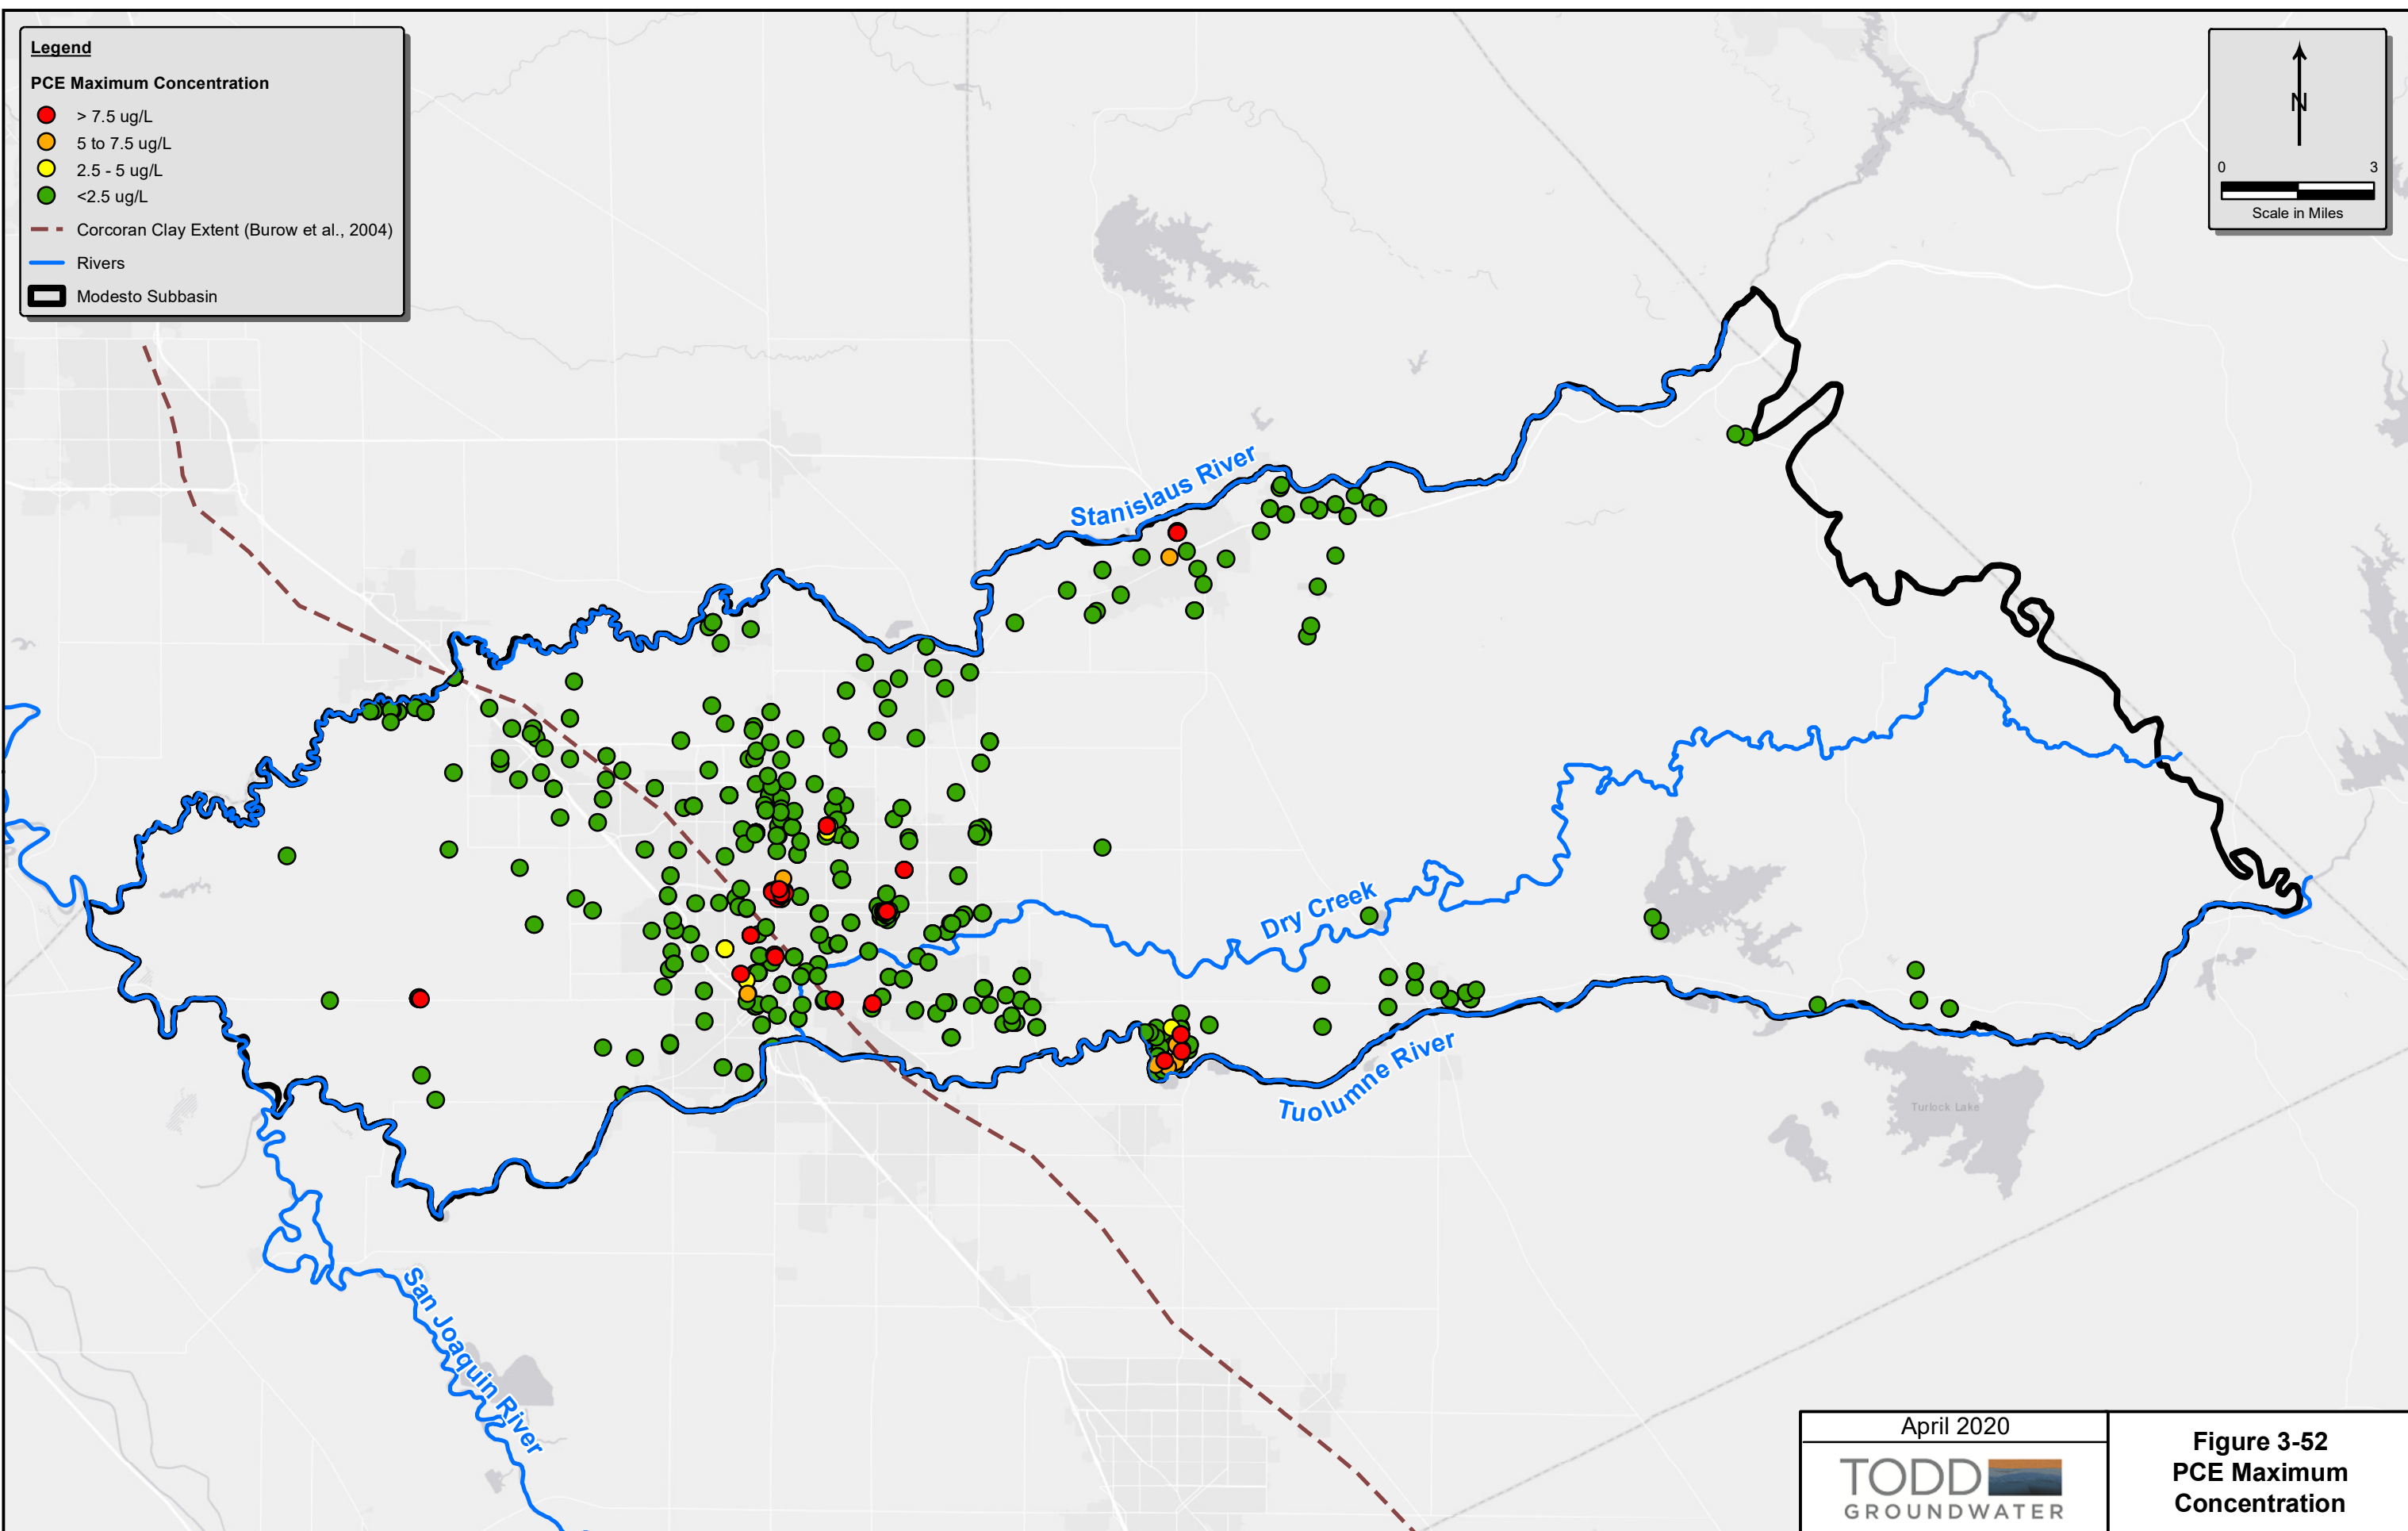 Legend
PCE Maximum Concentration
> 7.5 ug/L
5 to 7.5 ug/L
2.5 - 5 ug/L
<2.5 ug/L
Corcoran Clay Extent (Burow et al., 2004)
Rivers
Modesto Subbasin
N
0 3
Scale in Miles
Stanislaus River
Dry Creek
Tuolumne River
Turlock Lake
San Joaquin River
April 2020
TODD
GROUNDWATER
Figure 3-52
PCE Maximum
Concentration